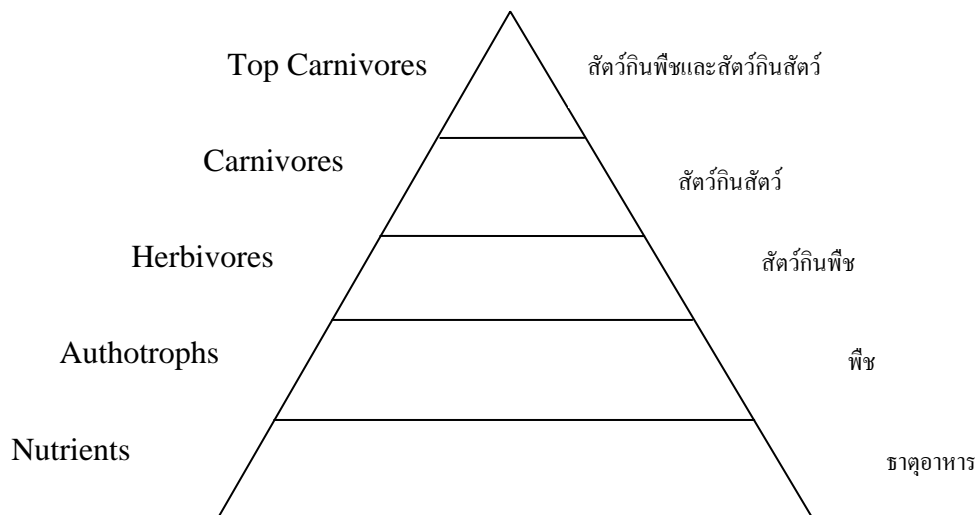 Top Carnivores สัตว์กินพืชและสัตว์กินสัตว์
Carnivores สัตว์กินสัตว์
Herbivores สัตว์กินพืช
Authotrophs พืช
Nutrients ธาตุอาหาร